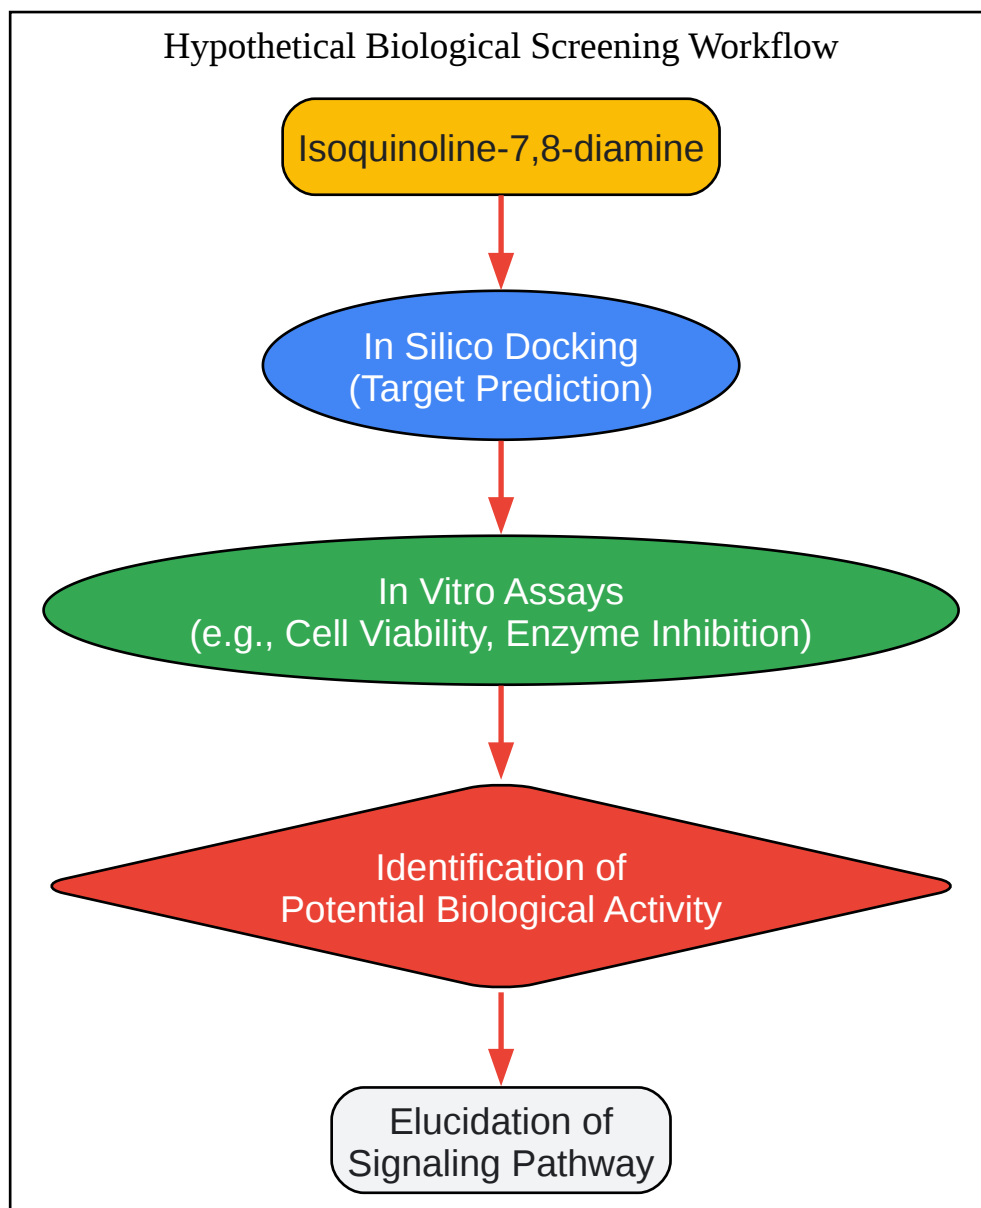 Hypothetical Biological Screening Workflow
Isoquinoline-7,8-diamine
In Silico Docking
(Target Prediction)
In Vitro Assays
(e.g., Cell Viability, Enzyme Inhibition)
Identification of
Potential Biological Activity
Elucidation of
Signaling Pathway